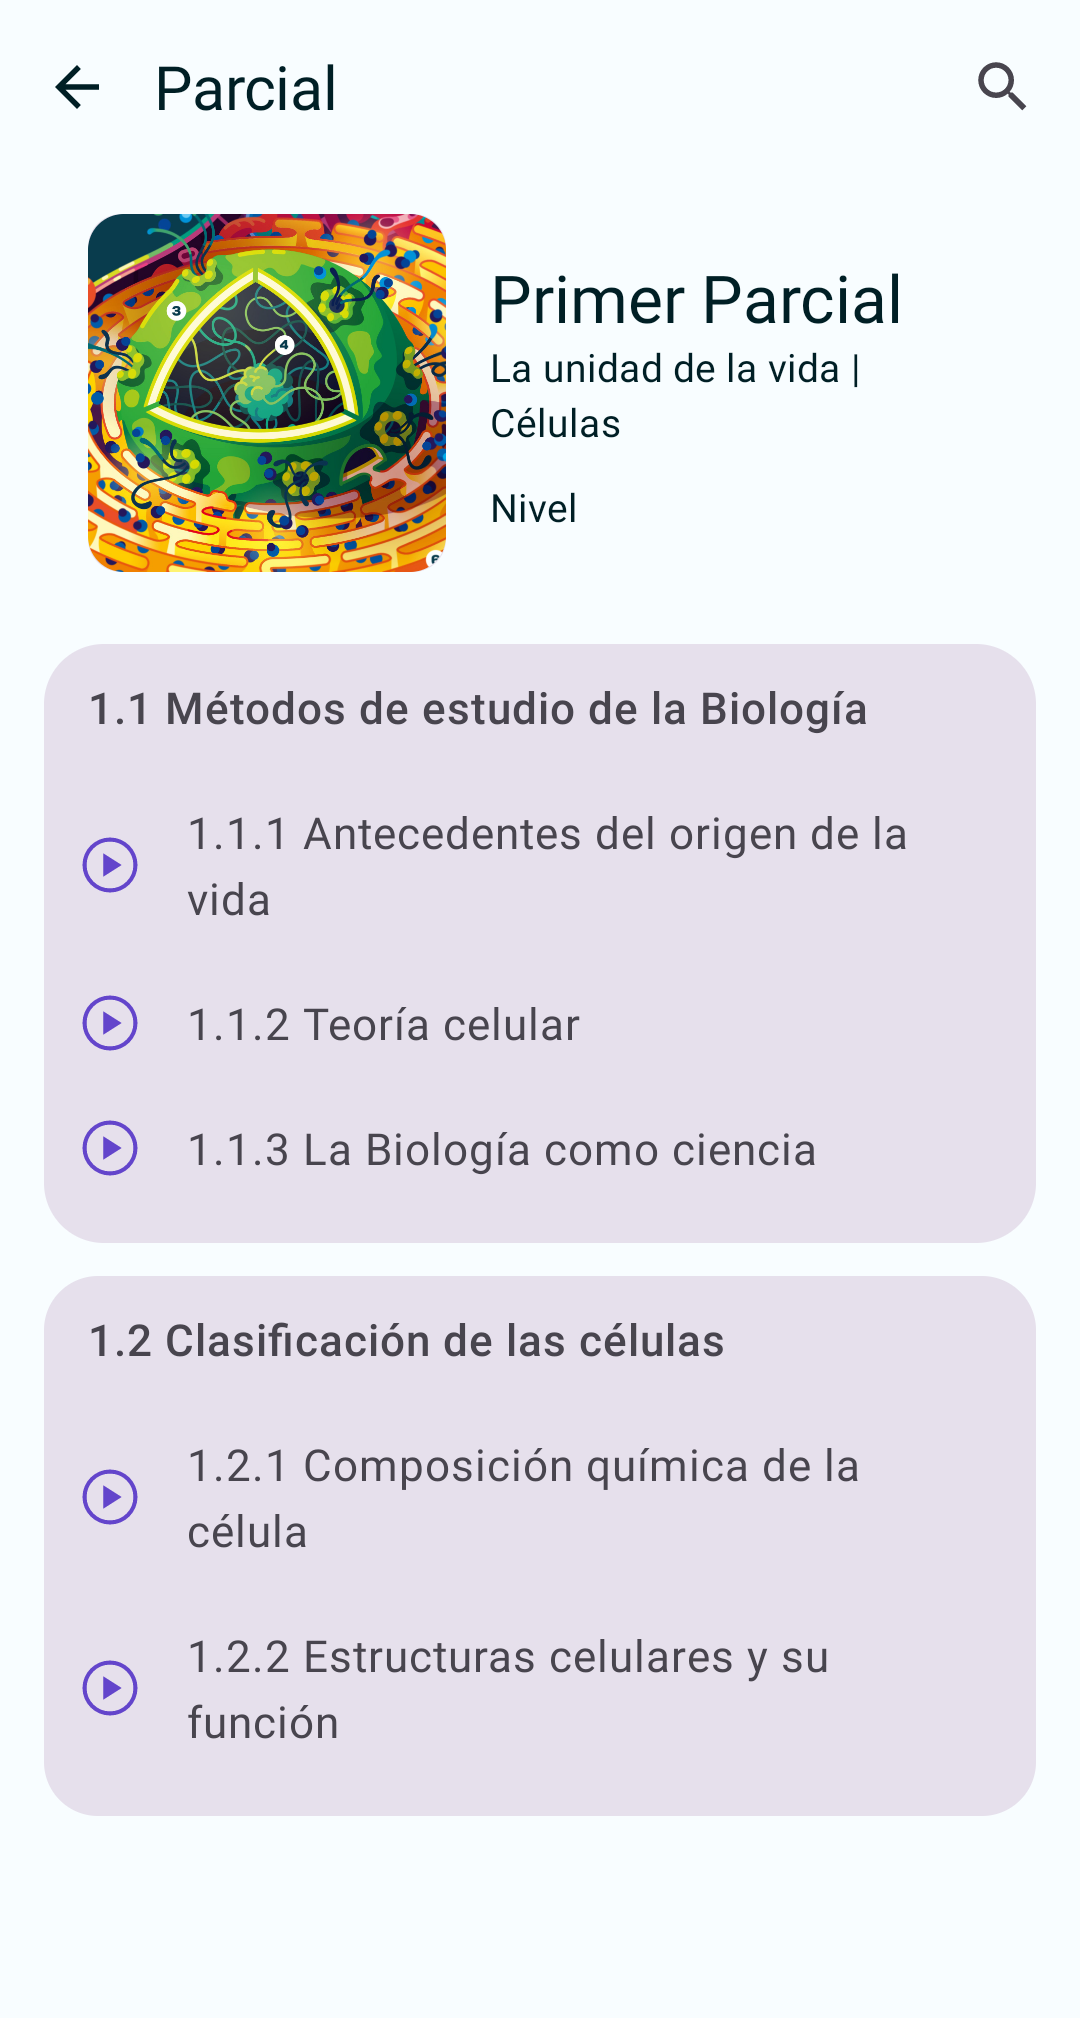 Parcial
3
4
6
Primer Parcial
La unidad de la vida |
Células
Nivel
1.1 Métodos de estudio de la Biología
1.1.1 Antecedentes del origen de la
vida
1.1.2 Teoría celular
1.1.3 La Biología como ciencia
1.2 Clasificación de las células
1.2.1 Composición química de la
célula
1.2.2 Estructuras celulares y su
función